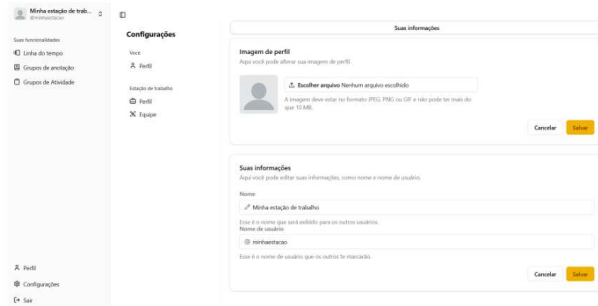 Minha estação de trab...
@minhaestacao
Suas funcionalidades
Linha do tempo
Grupos de anotação
Grupos de Atividade
Perfil
Configurações
Sair
Configurações
Você
Perfil
Estação de trabalho
Perfil
Equipe
Suas informações
Imagem de perfil
Aqui você pode alterar sua imagem de perfil.
Escolher arquivo Nenhum arquivo escolhido
A imagem deve estar no formato JPEG, PNG ou GIF e não pode ter mais do
que 10 MB.
Cancelar
Salvar
Suas informações
Aqui você pode editar suas informações, como nome e nome de usuário.
Nome
Minha estação de trabalho
Esse é o nome que será exibido para os outros usuários.
Nome de usuário
@ minhaestacao
Esse é o nome de usuário que os outros te marcarão.
Cancelar
Salvar